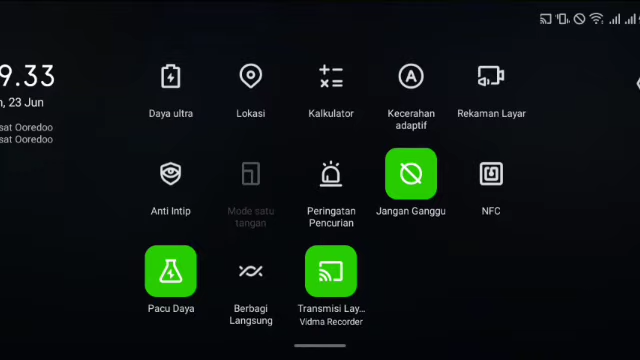 9.33
n, 23 Jun
sat Ooredoo
sat Ooredoo
Daya ultra
Lokasi
Kalkulator
Kecerahan
adaptif
Rekaman Layar
Anti Intip
Mode satu
tangan
Peringatan
Pencurian
Jangan Ganggu
NFC
Pacu Daya
Berbagi
Langsung
Transmisi Lay...
Vidma Recorder